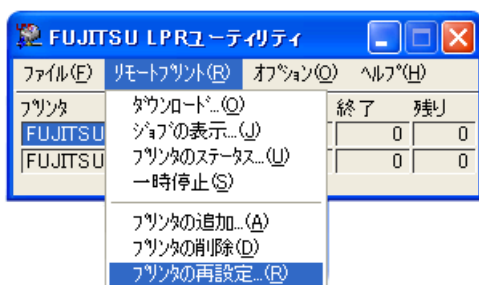 FUJITSU LPRユーティリティ
ファイル(F) リモートプリント(R) オプション(O) ヘルプ(H)
プリンタ 終了 残り
FUJITSU 0 0
FUJITSU 0 0
ダウンロード...(O)
ジョブの表示...(J)
プリンタのステータス...(U)
一時停止(S)
プリンタの追加...(A)
プリンタの削除(D)
プリンタの再設定...(R)